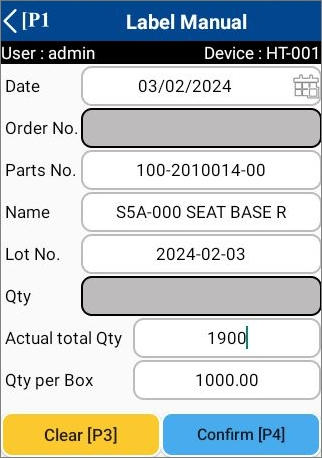 [P1 Label Manual
User : admin Device : HT-001
Date 03/02/2024
Order No.
Parts No. 100-2010014-00
Name S5A-000 SEAT BASE R
Lot No. 2024-02-03
Qty
Actual total Qty 1900
Qty per Box 1000.00
Clear [P3] Confirm [P4]